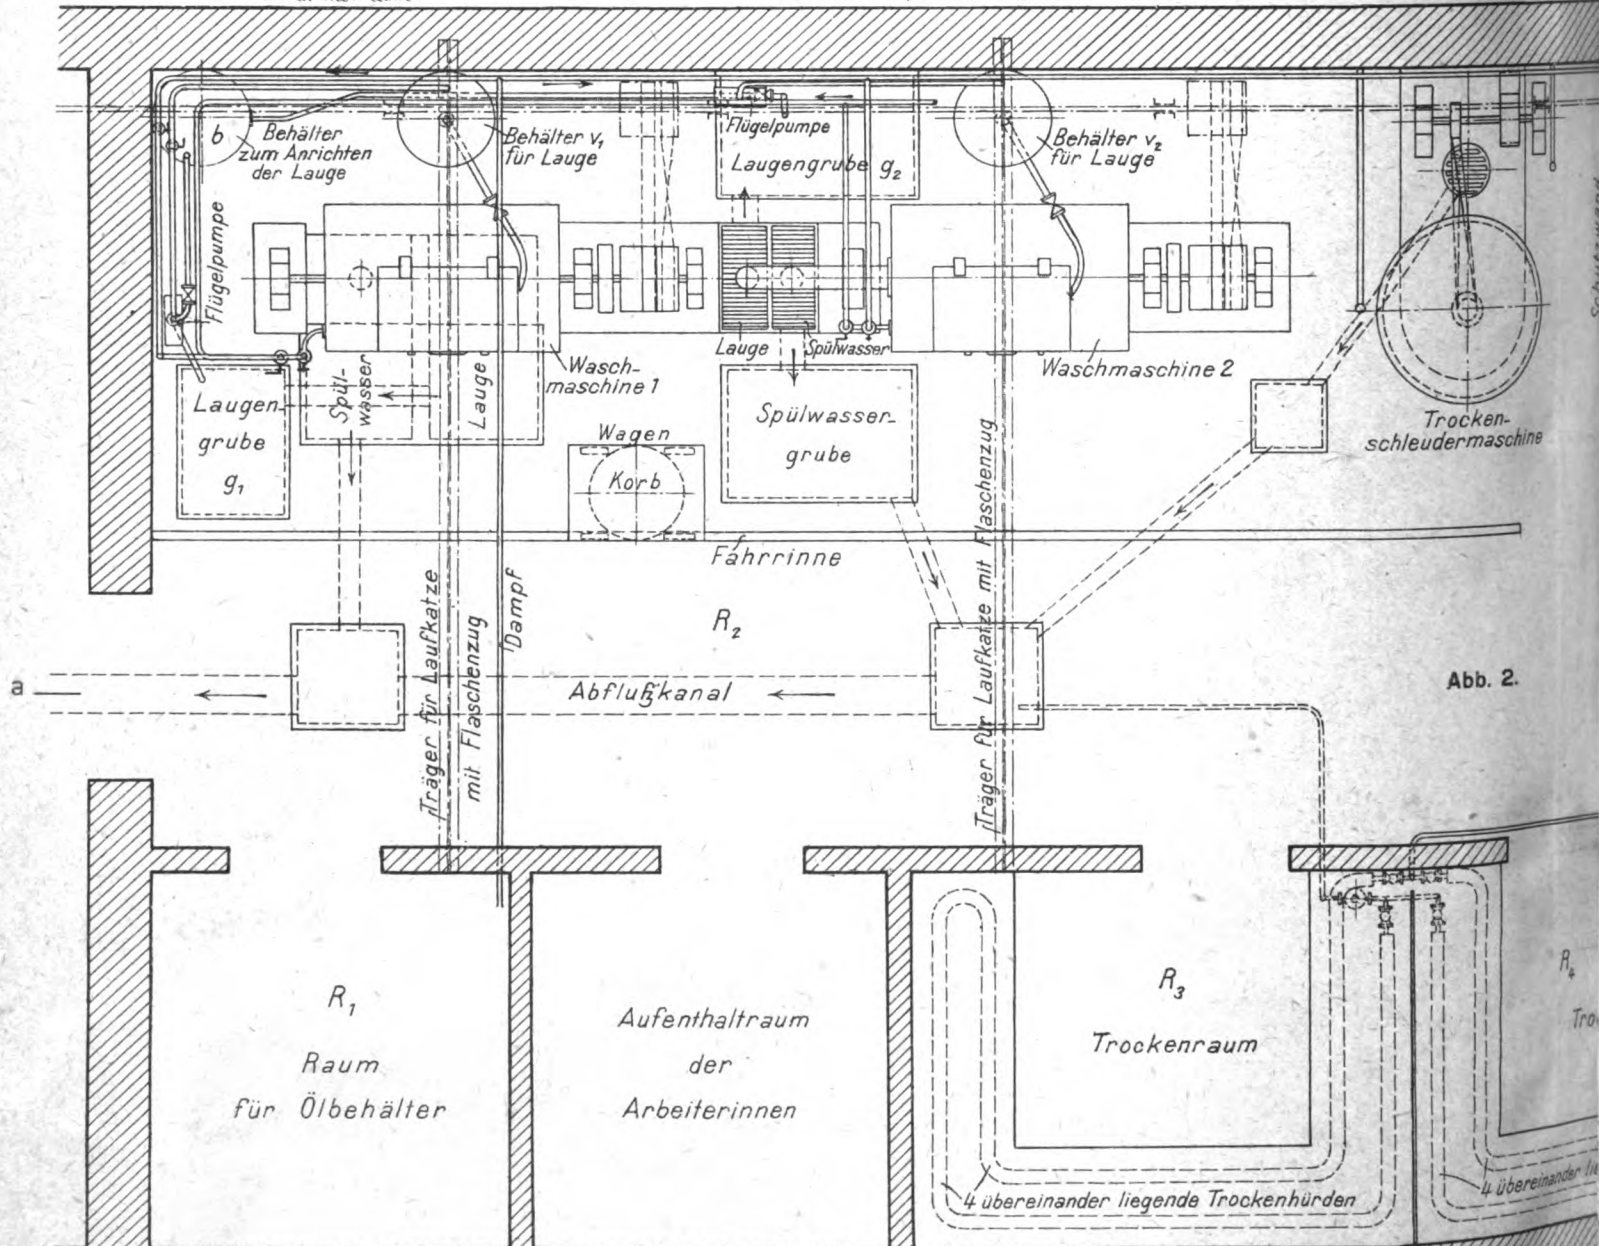 b
Behälter
zum Anrichten
der Lauge
Behälter v₁
für Lauge
Flügelpumpe
Laugengrube g₂
Behälter v₂
für Lauge
Flügelpumpe
Lauge
Spülwasser
Wasch-
maschine 1
Waschmaschine 2
Spül-
wasser
Lauge
Laugen-
grube
g₁
Wagen
Korb
Spülwasser-
grube
Trocken-
schleudermaschine
Fahrrinne
Träger für Laufkatze
mit Flaschenzug
Dampf
R₂
Träger für Laufkatze mit Flaschenzug
a
Abflußkanal
Abb. 2.
R₁
Raum
für Ölbehälter
Aufenthaltraum
der
Arbeiterinnen
R₃
Trockenraum
R₄
Tro
4 übereinander liegende Trockenhürden
4 übereinander li